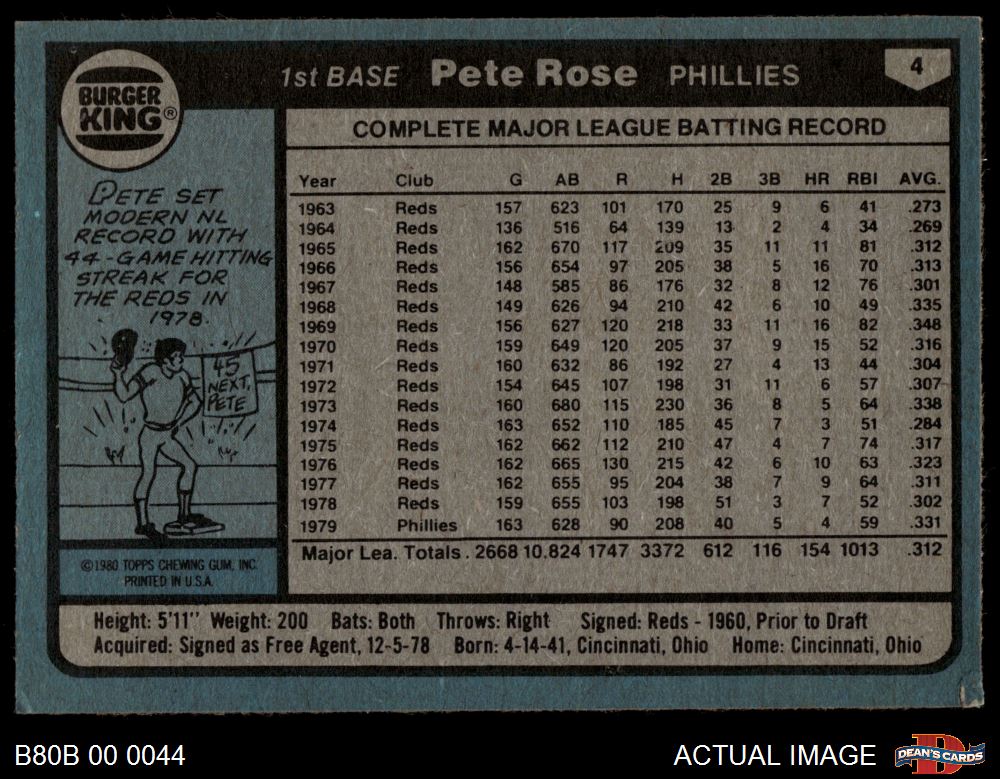 BURGER
KING®
1st BASE Pete Rose PHILLIES
4
PETE SET
MODERN NL
RECORD WITH
44-GAME HITTING
STREAK FOR
THE REDS IN
1978.
45
NEXT,
PETE
©1980 TOPPS CHEWING GUM, INC.
PRINTED IN U.S.A.
COMPLETE MAJOR LEAGUE BATTING RECORD
Year Club G AB R H 2B 3B HR RBI AVG.
1963 Reds 157 623 101 170 25 9 6 41 .273
1964 Reds 136 516 64 139 13 2 4 34 .269
1965 Reds 162 670 117 209 35 11 11 81 .312
1966 Reds 156 654 97 205 38 5 16 70 .313
1967 Reds 148 585 86 176 32 8 12 76 .301
1968 Reds 149 626 94 210 42 6 10 49 .335
1969 Reds 156 627 120 218 33 11 16 82 .348
1970 Reds 159 649 120 205 37 9 15 52 .316
1971 Reds 160 632 86 192 27 4 13 44 .304
1972 Reds 154 645 107 198 31 11 6 57 .307
1973 Reds 160 680 115 230 36 8 5 64 .338
1974 Reds 163 652 110 185 45 7 3 51 .284
1975 Reds 162 662 112 210 47 4 7 74 .317
1976 Reds 162 665 130 215 42 6 10 63 .323
1977 Reds 162 655 95 204 38 7 9 64 .311
1978 Reds 159 655 103 198 51 3 7 52 .302
1979 Phillies 163 628 90 208 40 5 4 59 .331
Major Lea. Totals . 2668 10.824 1747 3372 612 116 154 1013 .312
Height: 5'11" Weight: 200 Bats: Both Throws: Right Signed: Reds - 1960, Prior to Draft
Acquired: Signed as Free Agent, 12-5-78 Born: 4-14-41, Cincinnati, Ohio Home: Cincinnati, Ohio
B80B 00 0044
ACTUAL IMAGE
D
DEAN'S CARDS